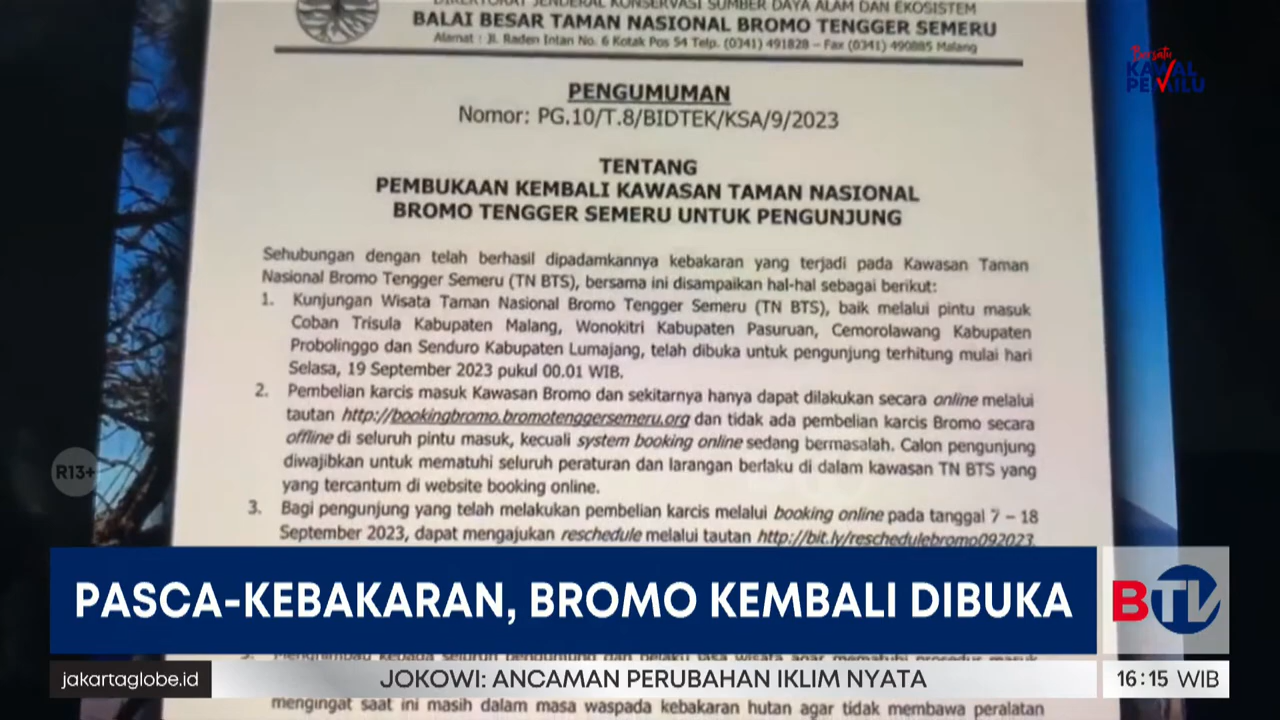 DIREKTORAT JENDERAL KONSERVASI SUMBER DAYA ALAM DAN EKOSISTEM
BALAI BESAR TAMAN NASIONAL BROMO TENGGER SEMERU
Alamat : Jl. Raden Intan No. 6 Kotak Pos 54 Telp. (0341) 491828 – Fax (0341) 490885 Malang
Bersatu
KAWAL
PEMILU
PENGUMUMAN
Nomor: PG.10/T.8/BIDTEK/KSA/9/2023
TENTANG
PEMBUKAAN KEMBALI KAWASAN TAMAN NASIONAL
BROMO TENGGER SEMERU UNTUK PENGUNJUNG
Sehubungan dengan telah berhasil dipadamkannya kebakaran yang terjadi pada Kawasan Taman
Nasional Bromo Tengger Semeru (TN BTS), bersama ini disampaikan hal-hal sebagai berikut:
1. Kunjungan Wisata Taman Nasional Bromo Tengger Semeru (TN BTS), baik melalui pintu masuk
Coban Trisula Kabupaten Malang, Wonokitri Kabupaten Pasuruan, Cemorolawang Kabupaten
Probolinggo dan Senduro Kabupaten Lumajang, telah dibuka untuk pengunjung terhitung mulai hari
Selasa, 19 September 2023 pukul 00.01 WIB.
2. Pembelian karcis masuk Kawasan Bromo dan sekitarnya hanya dapat dilakukan secara online melalui
tautan http://bookingbromo.bromotenggersemeru.org dan tidak ada pembelian karcis Bromo secara
offline di seluruh pintu masuk, kecuali system booking online sedang bermasalah. Calon pengunjung
diwajibkan untuk mematuhi seluruh peraturan dan larangan berlaku di dalam kawasan TN BTS yang
yang tercantum di website booking online.
3. Bagi pengunjung yang telah melakukan pembelian karcis melalui booking online pada tanggal 7 – 18
September 2023, dapat mengajukan reschedule melalui tautan http://bit.ly/reschedulebromo092023.
R13+
PASCA-KEBAKARAN, BROMO KEMBALI DIBUKA
BTV
jakartaglobe.id
JOKOWI: ANCAMAN PERUBAHAN IKLIM NYATA
16:15 WIB
mengingat saat ini masih dalam masa waspada kebakaran hutan agar tidak membawa peralatan